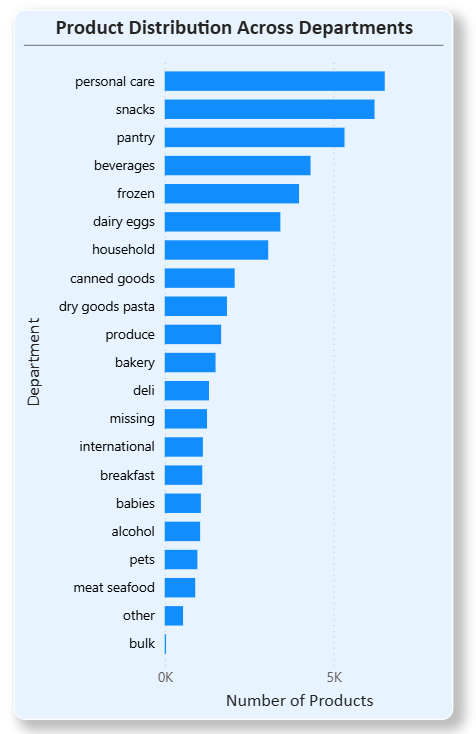 Product Distribution Across Departments
Department
personal care
snacks
pantry
beverages
frozen
dairy eggs
household
canned goods
dry goods pasta
produce
bakery
deli
missing
international
breakfast
babies
alcohol
pets
meat seafood
other
bulk
0K 5K
Number of Products